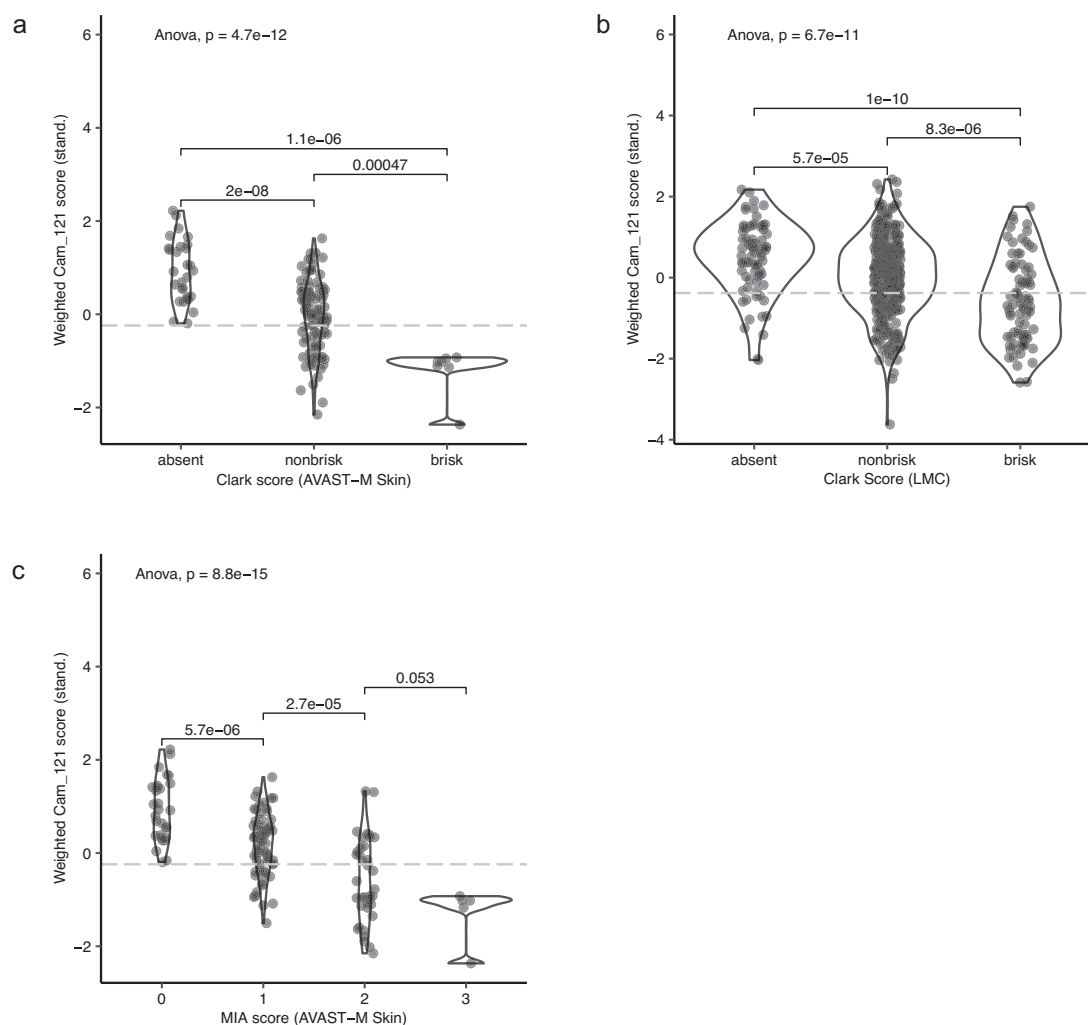 a
Anova, p = 4.7e−12
1.1e−06
0.00047
2e−08
6
4
2
0
−2
Weighted Cam_121 score (stand.)
absent nonbrisk brisk
Clark score (AVAST−M Skin)
b
Anova, p = 6.7e−11
1e−10
8.3e−06
5.7e−05
6
4
2
0
−2
−4
Weighted Cam_121 score (stand.)
absent nonbrisk brisk
Clark Score (LMC)
c
Anova, p = 8.8e−15
0.053
2.7e−05
5.7e−06
6
4
2
0
−2
Weighted Cam_121 score (stand.)
0 1 2 3
MIA score (AVAST−M Skin)